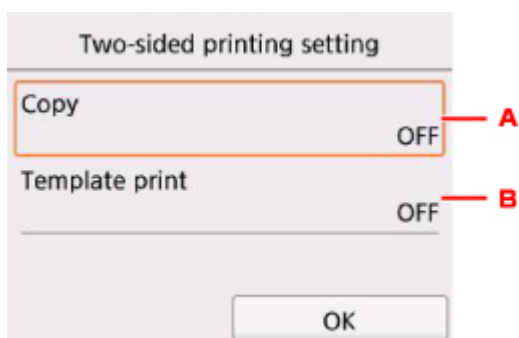 Two-sided printing setting
Copy
OFF
A
Template print
OFF
B
OK